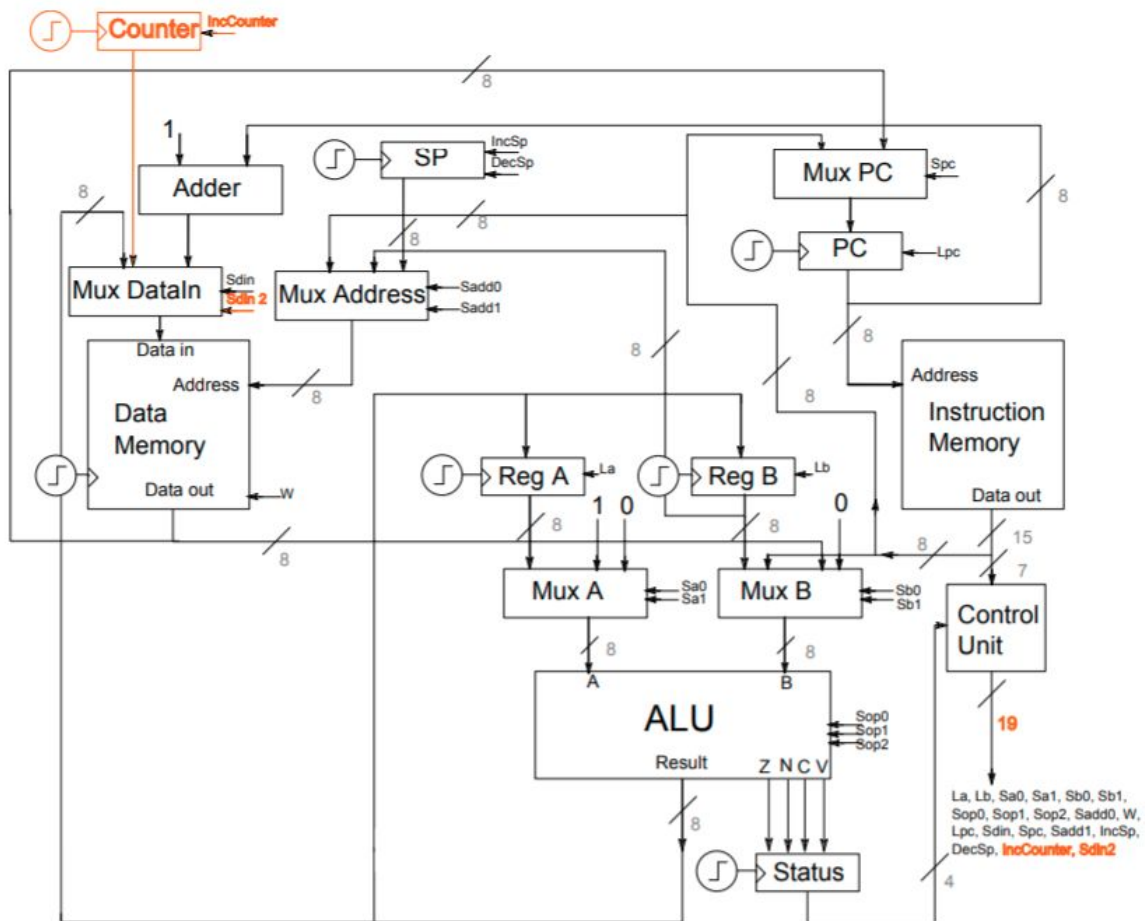 Counter
IncCounter
8
1
SP
IncSp
DecSp
Mux PC
Spc
8
Adder
8
8
8
PC
Lpc
Mux DataIn
Sdin
Sdin 2
Mux Address
Sadd0
Sadd1
8
8
8
Data in
Address
8
Data
Memory
Data out
W
Address
Instruction
Memory
Data out
Reg A
La
Reg B
Lb
8
1
0
8
0
8
8
15
7
Mux A
Sa0
Sa1
Mux B
Sb0
Sb1
Control
Unit
8
8
A
B
ALU
Sop0
Sop1
Sop2
19
Result
Z N C V
La, Lb, Sa0, Sa1, Sb0, Sb1,
Sop0, Sop1, Sop2, Sadd0, W,
Lpc, Sdin, Spc, Sadd1, IncSp,
DecSp, IncCounter, SdIn2
8
Status
4